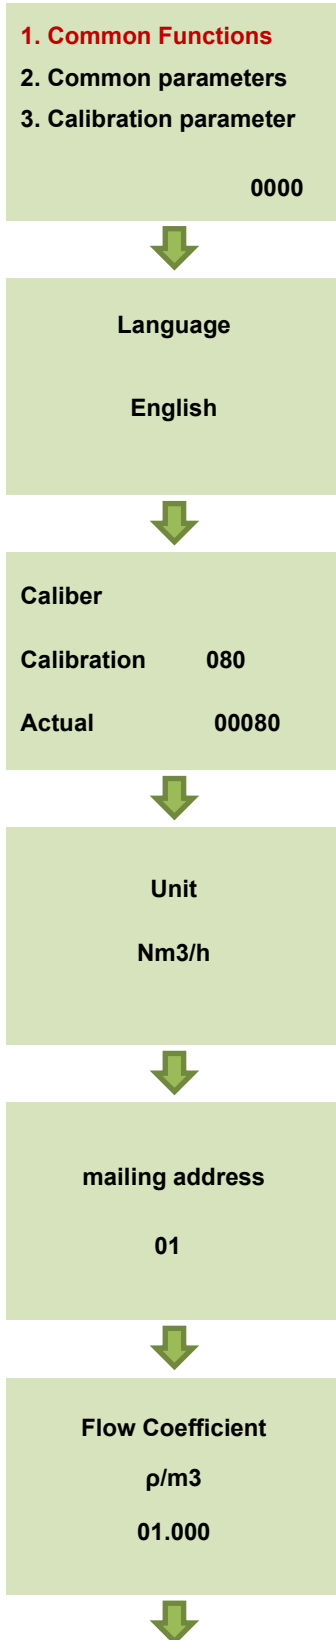 1. Common Functions
2. Common parameters
3. Calibration parameter
0000
Language
English
Caliber
Calibration 080
Actual 00080
Unit
Nm3/h
mailing address
01
Flow Coefficient
ρ/m3
01.000